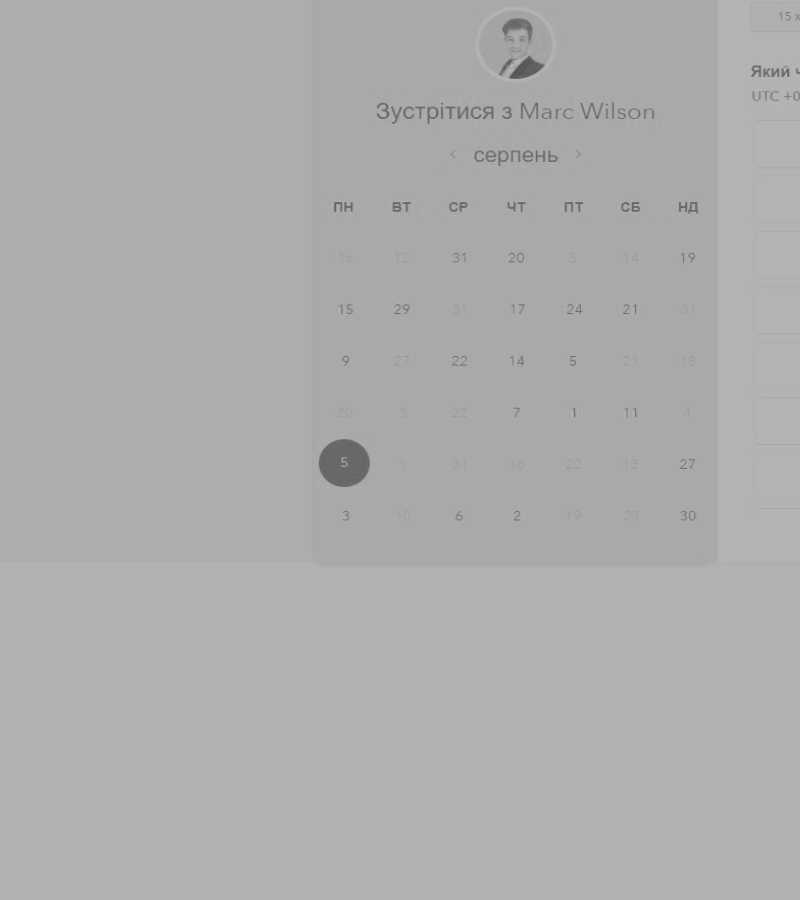 15 x
Який ч
UTC +0
Зустрітися з Marc Wilson
< серпень >
ПН ВТ СР ЧТ ПТ СБ НД
16 12 31 20 5 14 19
15 29 31 17 24 21 31
9 27 22 14 5 21 18
20 3 22 7 1 11 4
5 1 31 18 22 13 27
3 10 6 2 19 23 30